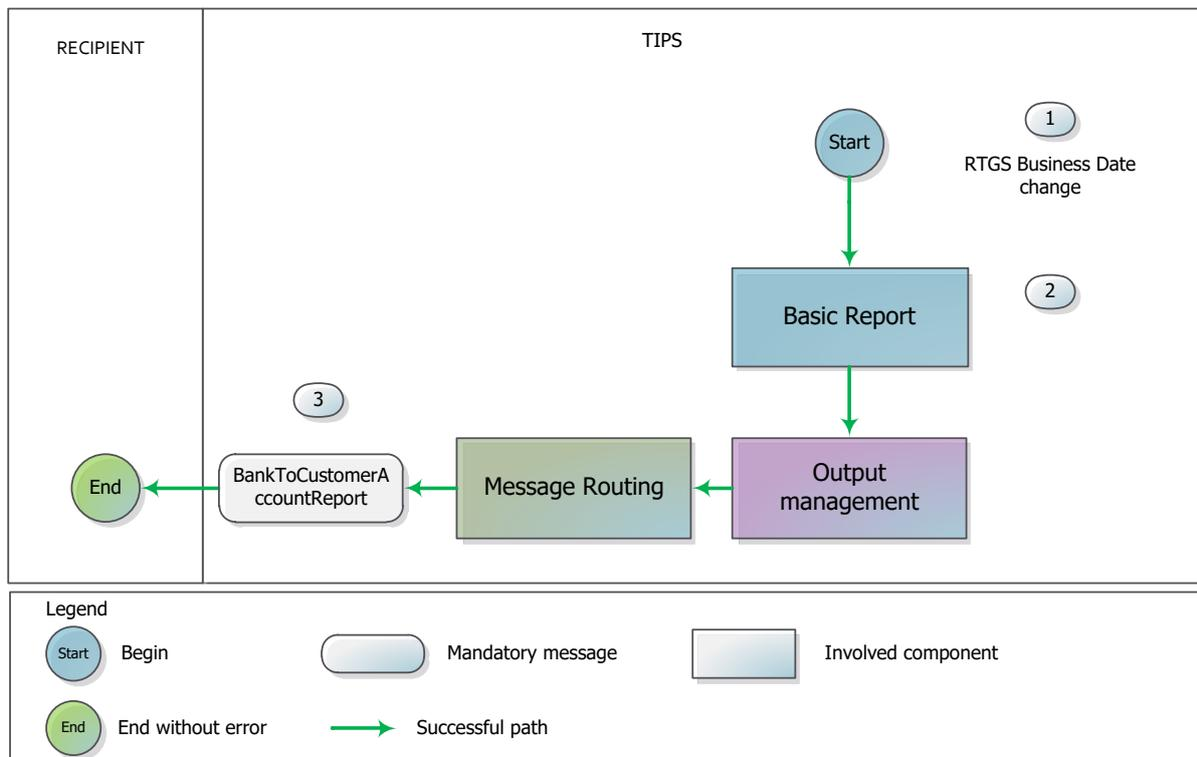 RECIPIENT
TIPS
Start
1
RTGS Business Date
change
Basic Report
2
3
End
BankToCustomerA
ccountReport
Message Routing
Output
management
Legend
Start
Begin
Mandatory message
Involved component
End
End without error
Successful path